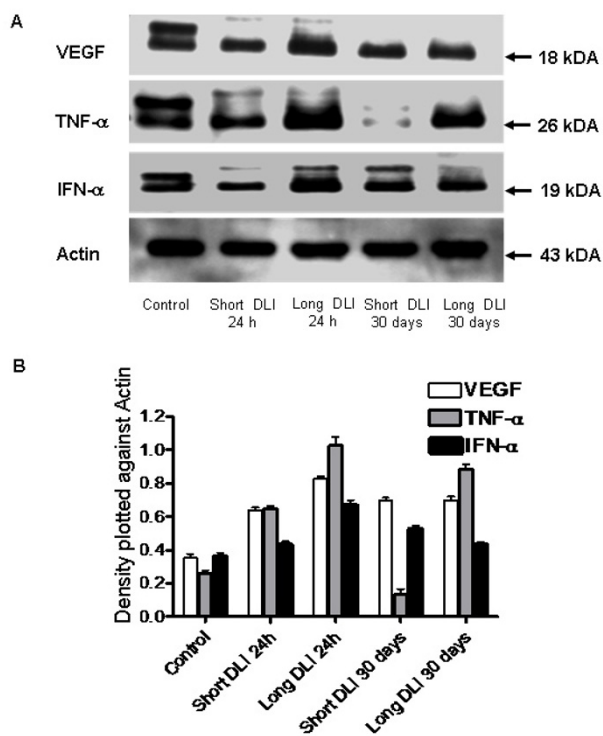 A
VEGF
18 kDA
TNF-α
26 kDA
IFN-α
19 kDA
Actin
43 kDA
Control
Short DLI
24 h
Long DLI
24 h
Short DLI
30 days
Long DLI
30 days
B
VEGF
TNF-α
IFN-α
Density plotted against Actin
1.2
1.0
0.8
0.6
0.4
0.2
0.0
Control
Short DLI 24h
Long DLI 24h
Short DLI 30 days
Long DLI 30 days